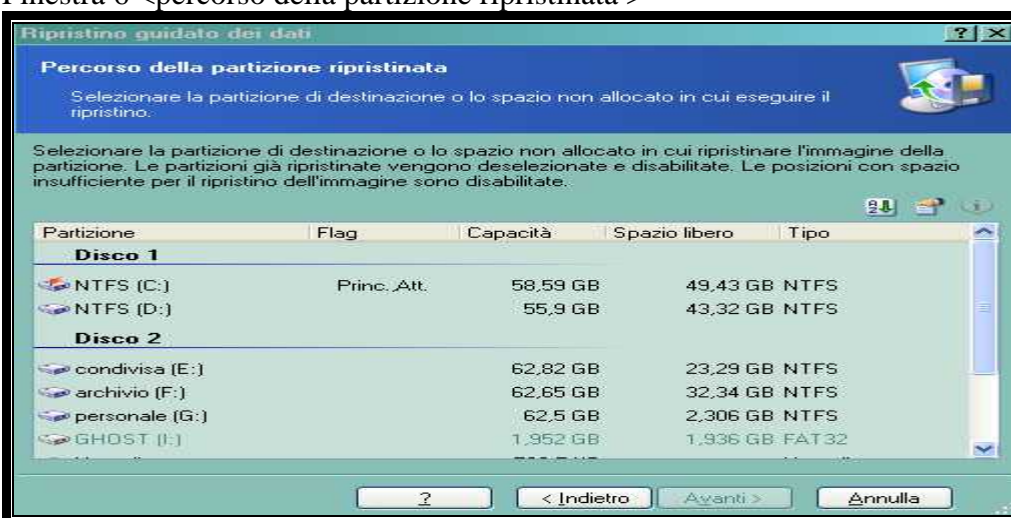 Finestra 8 <percorso della partizione ripristinata >
Ripristino guidato dei dati
Percorso della partizione ripristinata
Selezionare la partizione di destinazione o lo spazio non allocato in cui eseguire il
ripristino.
Selezionare la partizione di destinazione o lo spazio non allocato in cui ripristinare l'immagine della
partizione. Le partizioni già ripristinate vengono deselezionate e disabilitate. Le posizioni con spazio
insufficiente per il ripristino dell'immagine sono disabilitate.
Partizione Flag Capacità Spazio libero Tipo
Disco 1
NTFS (C:) Princ. ,Att. 58,59 GB 49,43 GB NTFS
NTFS (D:) 55,9 GB 43,32 GB NTFS
Disco 2
condivisa (E:) 62,82 GB 23,29 GB NTFS
archivio (F:) 62,65 GB 32,34 GB NTFS
personale (G:) 62,5 GB 2,306 GB NTFS
GHOST (I:) 1,952 GB 1,936 GB FAT32
? < Indietro Avanti > Annulla